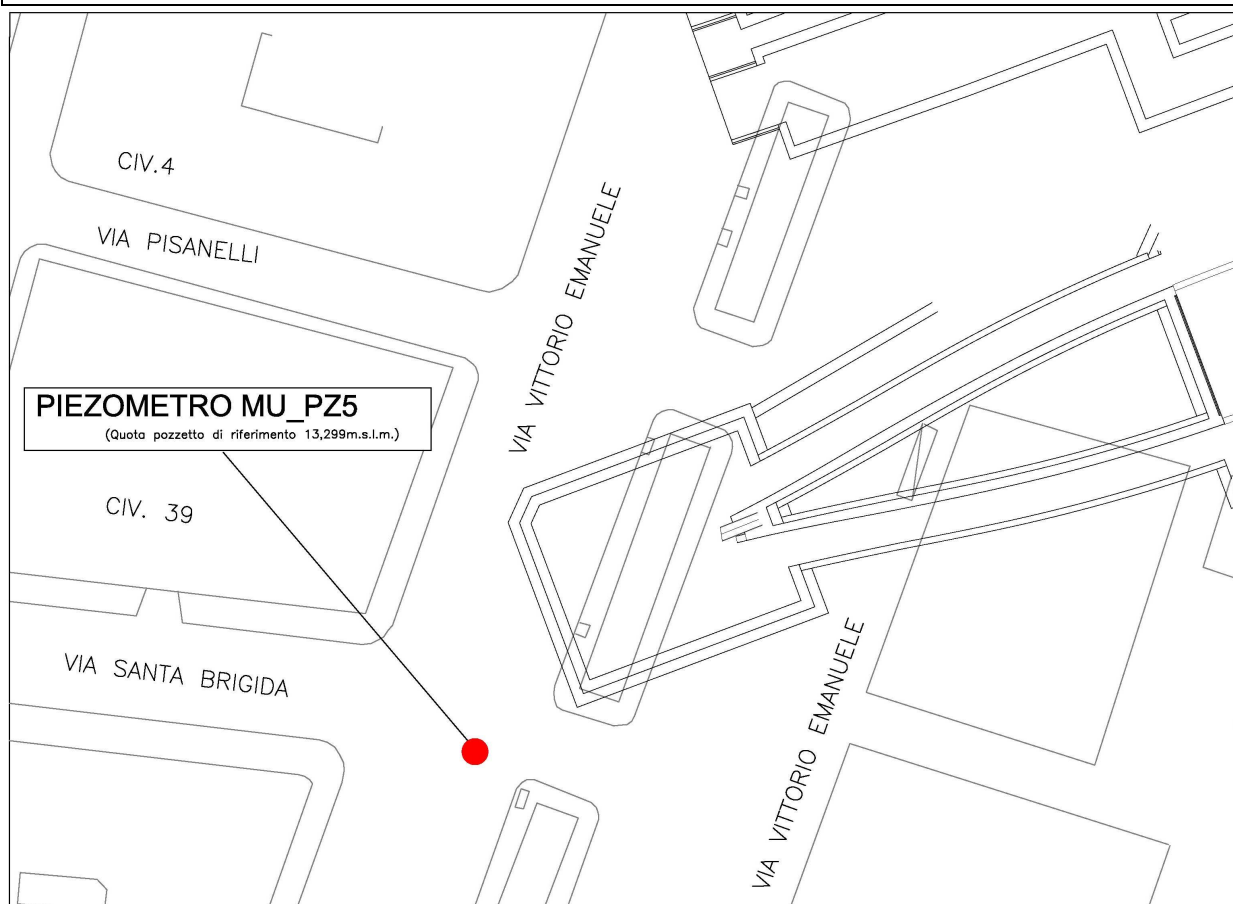 CIV.4
VIA PISANELLI
VIA VITTORIO EMANUELE
PIEZOMETRO MU_PZ5
(Quota pozzetto di riferimento 13,299m.s.l.m.)
CIV. 39
VIA SANTA BRIGIDA
VIA VITTORIO EMANUELE